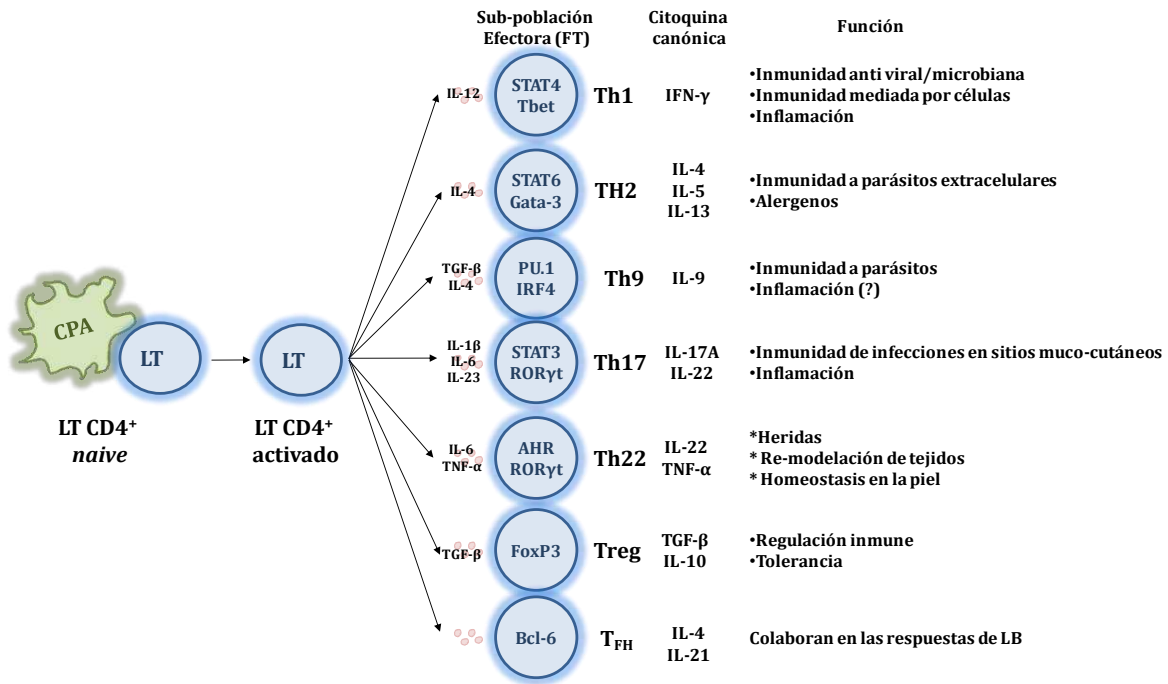 Sub-población
Efectora (FT)
Citoquina
canónica
Función
IL-12
STAT4
Tbet
Th1
IFN-γ
•Inmunidad anti viral/microbiana
•Inmunidad mediada por células
•Inflamación
IL-4
STAT6
Gata-3
TH2
IL-4
IL-5
IL-13
•Inmunidad a parásitos extracelulares
•Alergenos
TGF-β
IL-4
PU.1
IRF4
Th9
IL-9
•Inmunidad a parásitos
•Inflamación (?)
CPA
LT
LT CD4⁺
naive
LT
LT CD4⁺
activado
IL-1β
IL-6
IL-23
STAT3
RORγt
Th17
IL-17A
IL-22
•Inmunidad de infecciones en sitios muco-cutáneos
•Inflamación
IL-6
TNF-α
AHR
RORγt
Th22
IL-22
TNF-α
*Heridas
* Re-modelación de tejidos
* Homeostasis en la piel
TGF-β
FoxP3
Treg
TGF-β
IL-10
•Regulación inmune
•Tolerancia
Bcl-6
TFH
IL-4
IL-21
Colaboran en las respuestas de LB